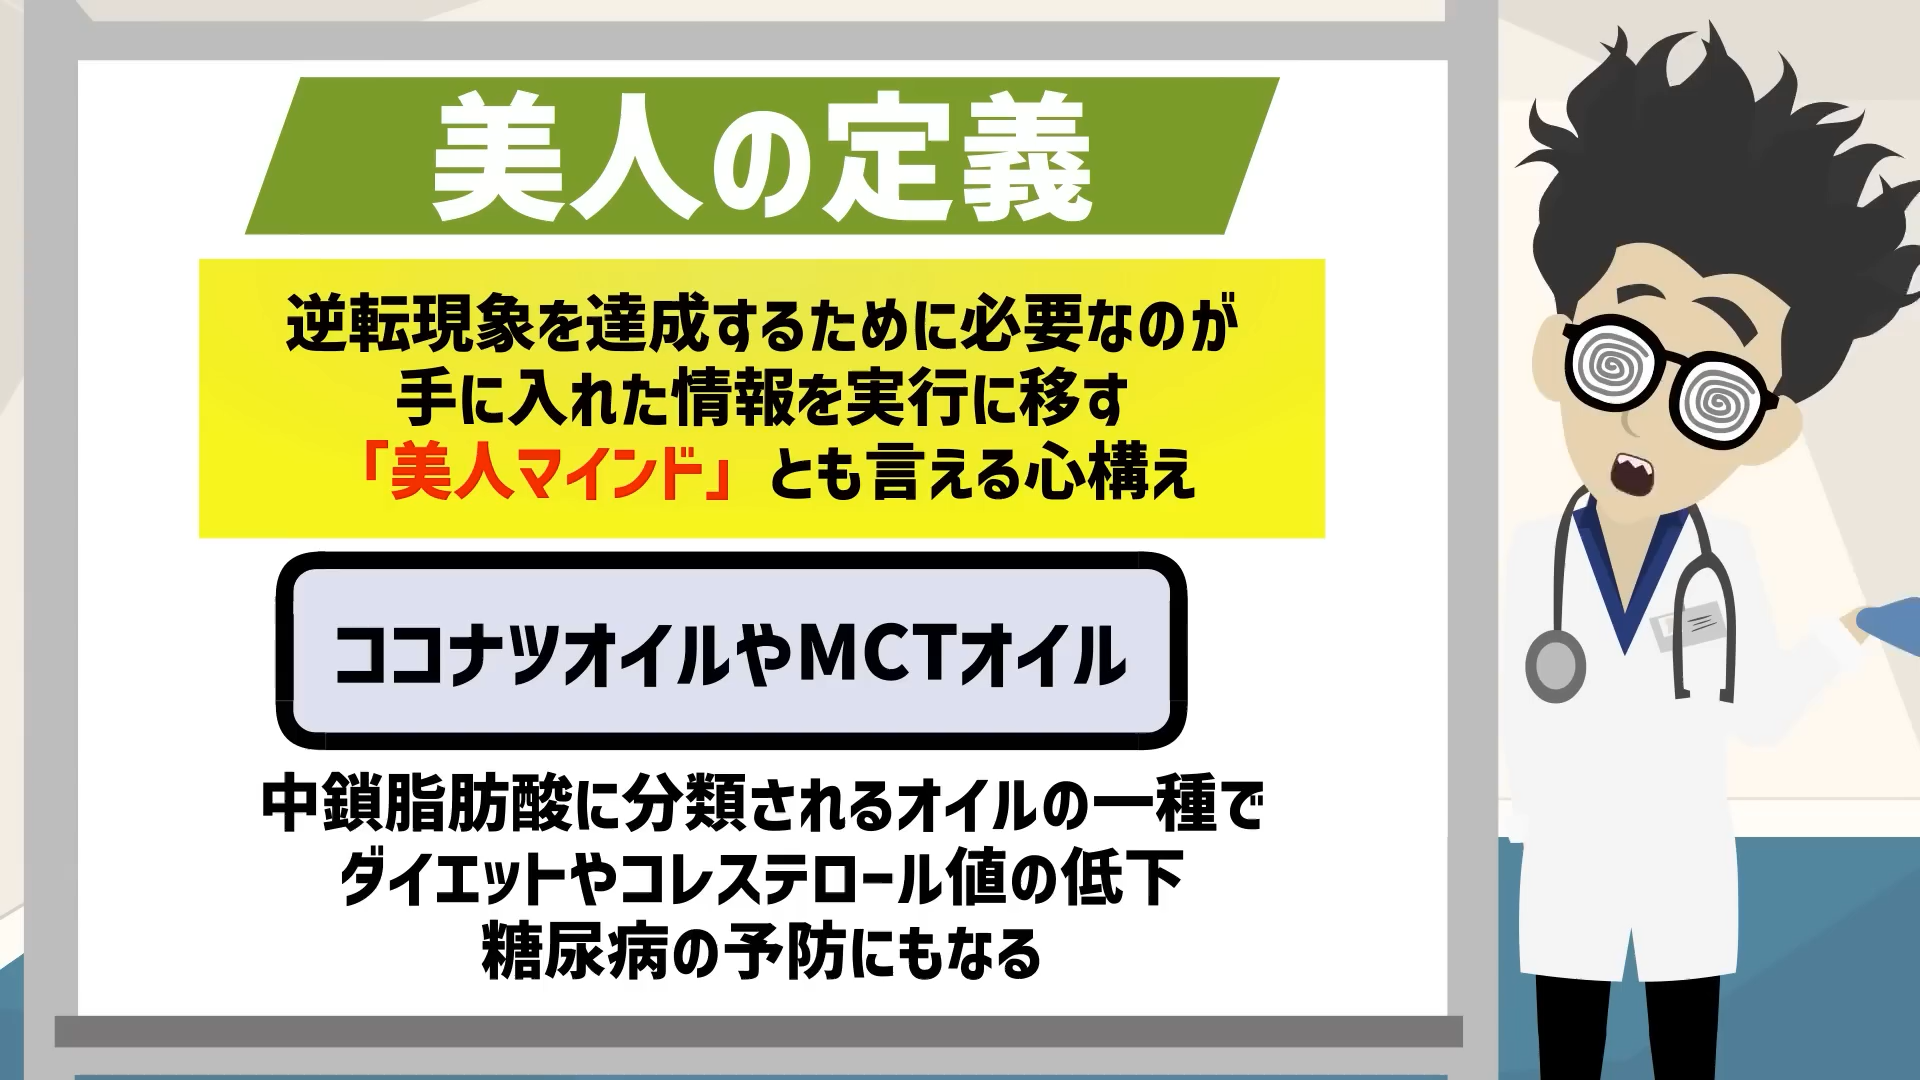 美人の定義
逆転現象を達成するために必要なのが
手に入れた情報を実行に移す
「美人マインド」とも言える心構え
ココナツオイルやMCTオイル
中鎖脂肪酸に分類されるオイルの一種で
ダイエットやコレステロール値の低下
糖尿病の予防にもなる